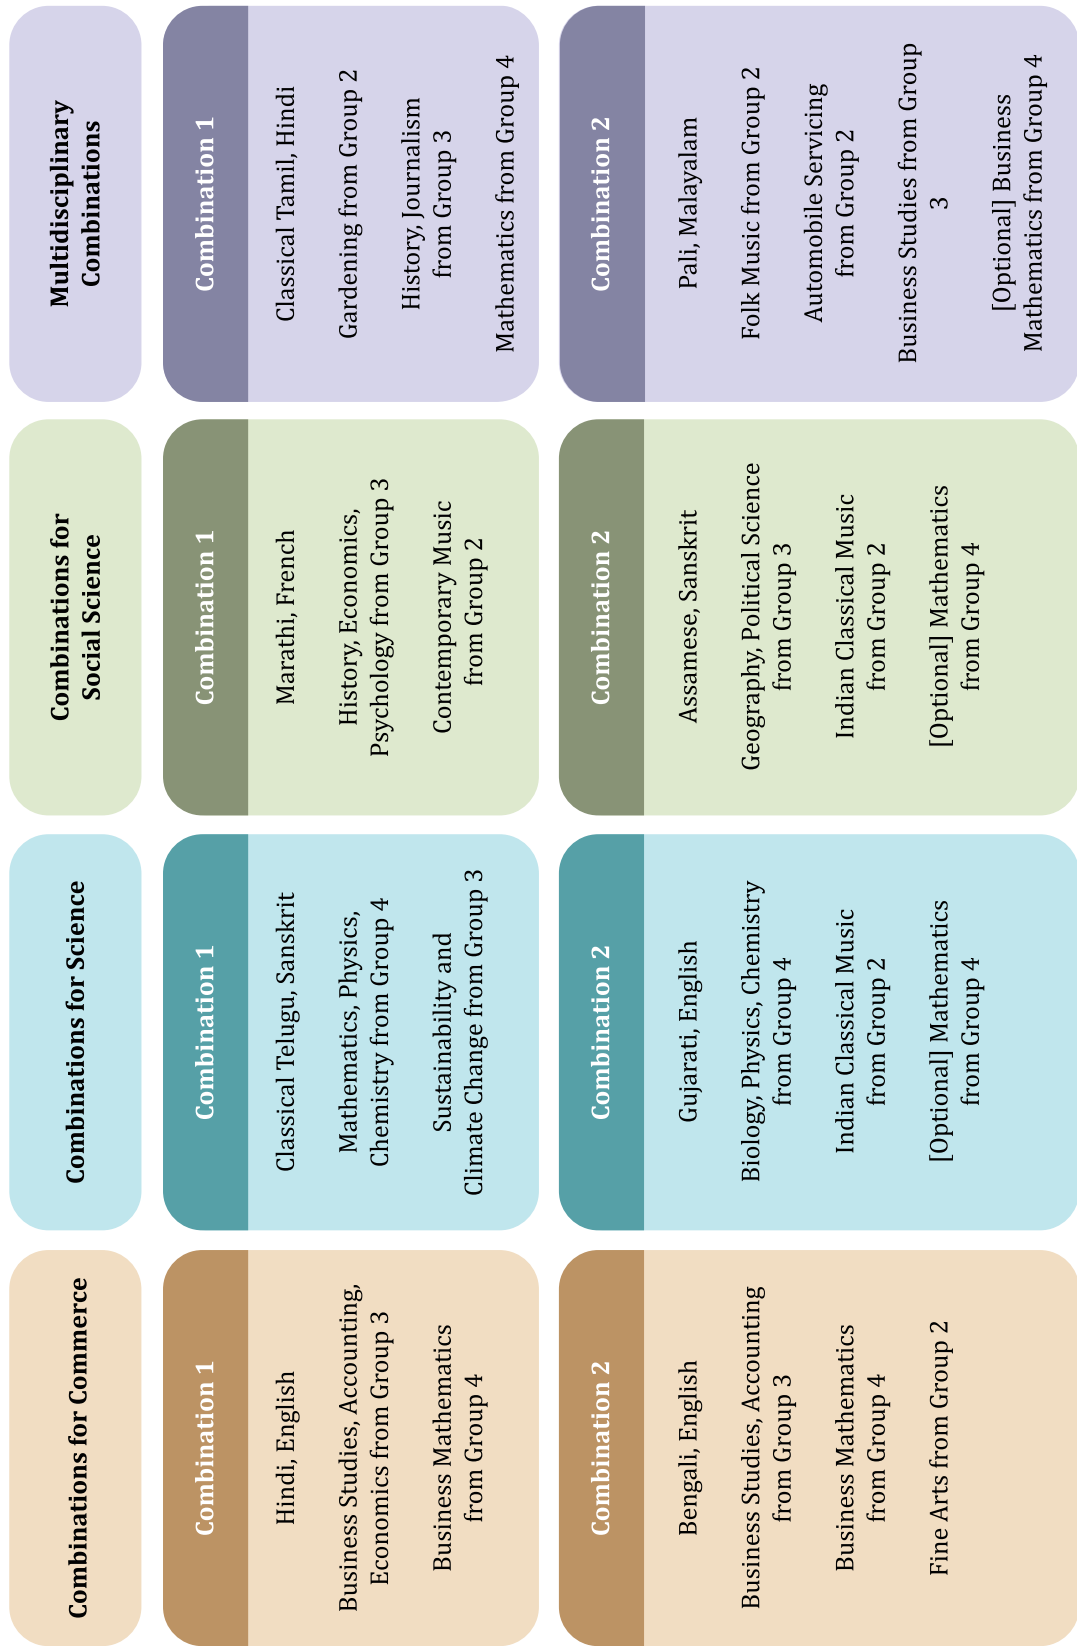 Combinations for Commerce
Combination 1
Hindi, English
Business Studies, Accounting,
Economics from Group 3
Business Mathematics
from Group 4
Combination 2
Bengali, English
Business Studies, Accounting
from Group 3
Business Mathematics
from Group 4
Fine Arts from Group 2
Combinations for Science
Combination 1
Classical Telugu, Sanskrit
Mathematics, Physics,
Chemistry from Group 4
Sustainability and
Climate Change from Group 3
Combination 2
Gujarati, English
Biology, Physics, Chemistry
from Group 4
Indian Classical Music
from Group 2
[Optional] Mathematics
from Group 4
Combinations for
Social Science
Combination 1
Marathi, French
History, Economics,
Psychology from Group 3
Contemporary Music
from Group 2
Combination 2
Assamese, Sanskrit
Geography, Political Science
from Group 3
Indian Classical Music
from Group 2
[Optional] Mathematics
from Group 4
Multidisciplinary
Combinations
Combination 1
Classical Tamil, Hindi
Gardening from Group 2
History, Journalism
from Group 3
Mathematics from Group 4
Combination 2
Pali, Malayalam
Folk Music from Group 2
Automobile Servicing
from Group 2
Business Studies from Group
3
[Optional] Business
Mathematics from Group 4